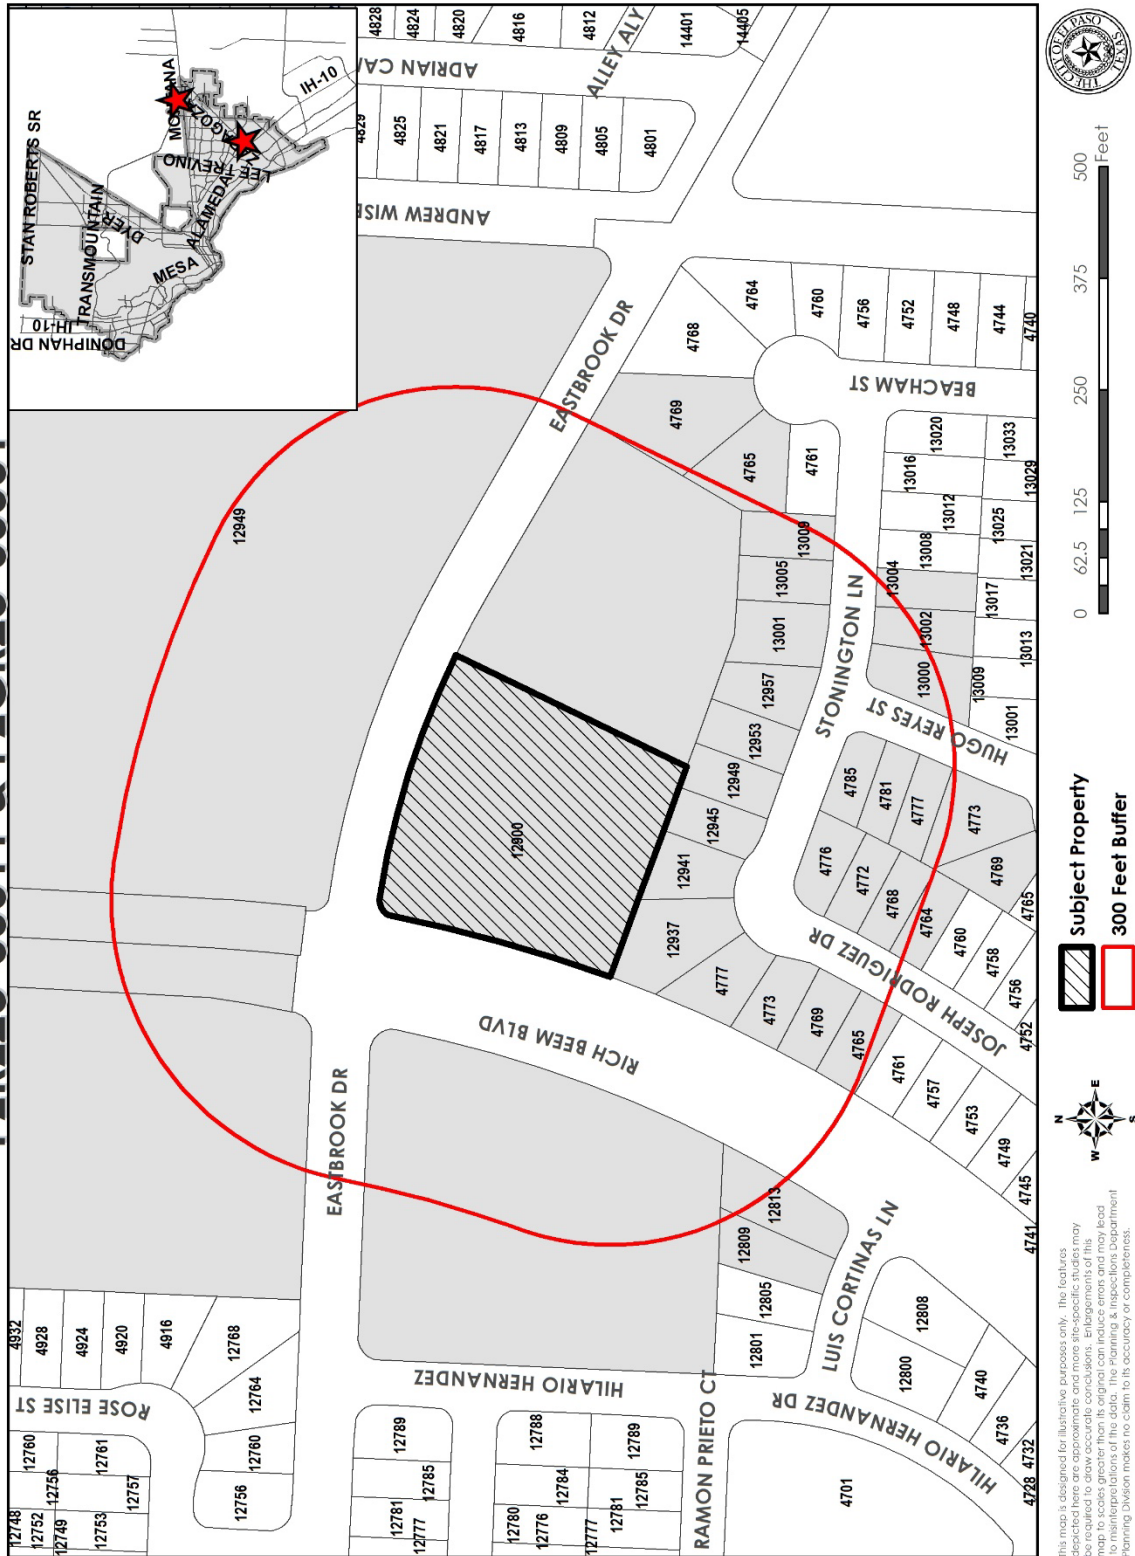 STAN ROBERTS SR
TRANSMOUNTAIN
DYER
MESA
DONIPHAN DR
IH-10
ALAMEDA
LEE TREVINO
IH-10
4828
4824
4820
4816
4812
14401
14405
ALLEY ALY
4829
4825
4821
4817
4813
4809
4805
4801
ANDREW WISE
ADRIAN
12949
EASTBROOK DR
4768
4764
4760
4756
4752
4748
4744
4740
BEACHAM ST
4769
4765
4761
13020
13016
13012
13008
13004
13002
13000
13033
13029
13025
13021
13017
13013
13009
13001
13009
13005
13001
12957
12953
12949
12945
12941
12937
12900
STONINGTON LN
HUGO REYES ST
4785
4781
4777
4773
4769
4765
4776
4772
4768
4764
4760
4758
4756
4752
JOSEPH RODRIGUEZ DR
4777
4773
4769
4765
4761
4757
4753
4749
4745
4741
RICH BEEM BLVD
EASTBROOK DR
12813
12809
12805
12801
LUIS CORTINAS LN
12808
12800
4740
4736
4732
4728
HILARIO HERNANDEZ
HILARIO HERNANDEZ DR
RAMON PRIETO CT
4701
4932
4928
4924
4920
4916
12768
12764
12760
12756
ROSE ELISE ST
12760
12756
12752
12748
12761
12757
12753
12749
12789
12785
12781
12777
12788
12784
12780
12776
12789
12785
12781
12777
This map is designed for illustrative purposes only. The features
depicted here are approximate and more site-specific studies may
be required to draw accurate conclusions. Enlargements of this
map to scales greater than its original can induce errors and may lead
to misinterpretations of the data. The Planning & Inspections Department
Planning Division makes no claim to its accuracy or completeness.
N
W
E
S
Subject Property
300 Feet Buffer
0 62.5 125 250 375 500
Feet
THE CITY OF EL PASO
TEXAS